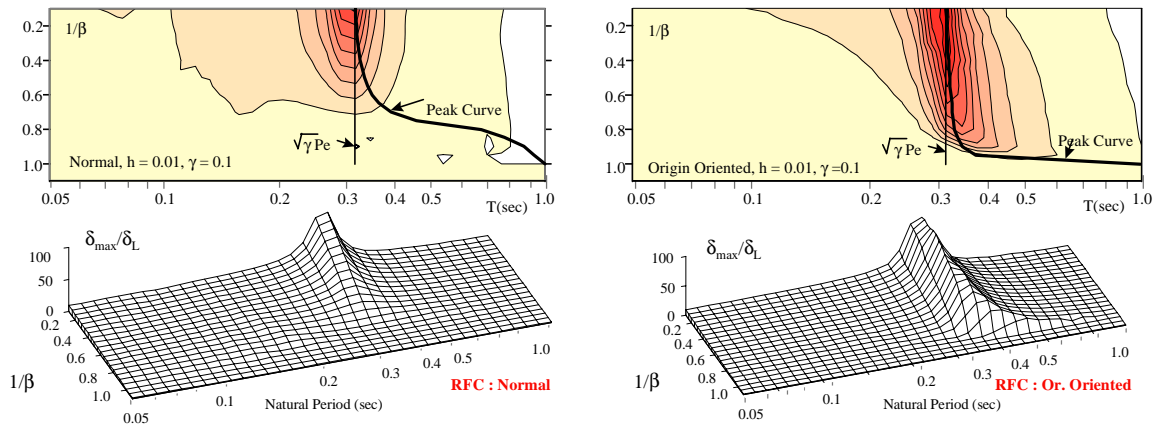 0.2
0.4
0.6
0.8
1.0
1/β
Peak Curve
√γ Pe
Normal, h = 0.01, γ = 0.1
0.05 0.1 0.2 0.3 0.4 0.5 1.0
T(sec)
δmax/δL
100
50
0
0.2
0.4
0.6
0.8
1.0
1/β
0.05 0.1 0.2 0.3 0.4 0.5 1.0
Natural Period (sec)
RFC : Normal
0.2
0.4
0.6
0.8
1.0
1/β
Peak Curve
√γ Pe
Origin Oriented, h = 0.01, γ =0.1
0.05 0.1 0.2 0.3 0.4 0.5 1.0
T(sec)
δmax/δL
100
50
0
0.2
0.4
0.6
0.8
1.0
1/β
0.05 0.1 0.2 0.3 0.4 0.5 1.0
Natural Period (sec)
RFC : Or. Oriented